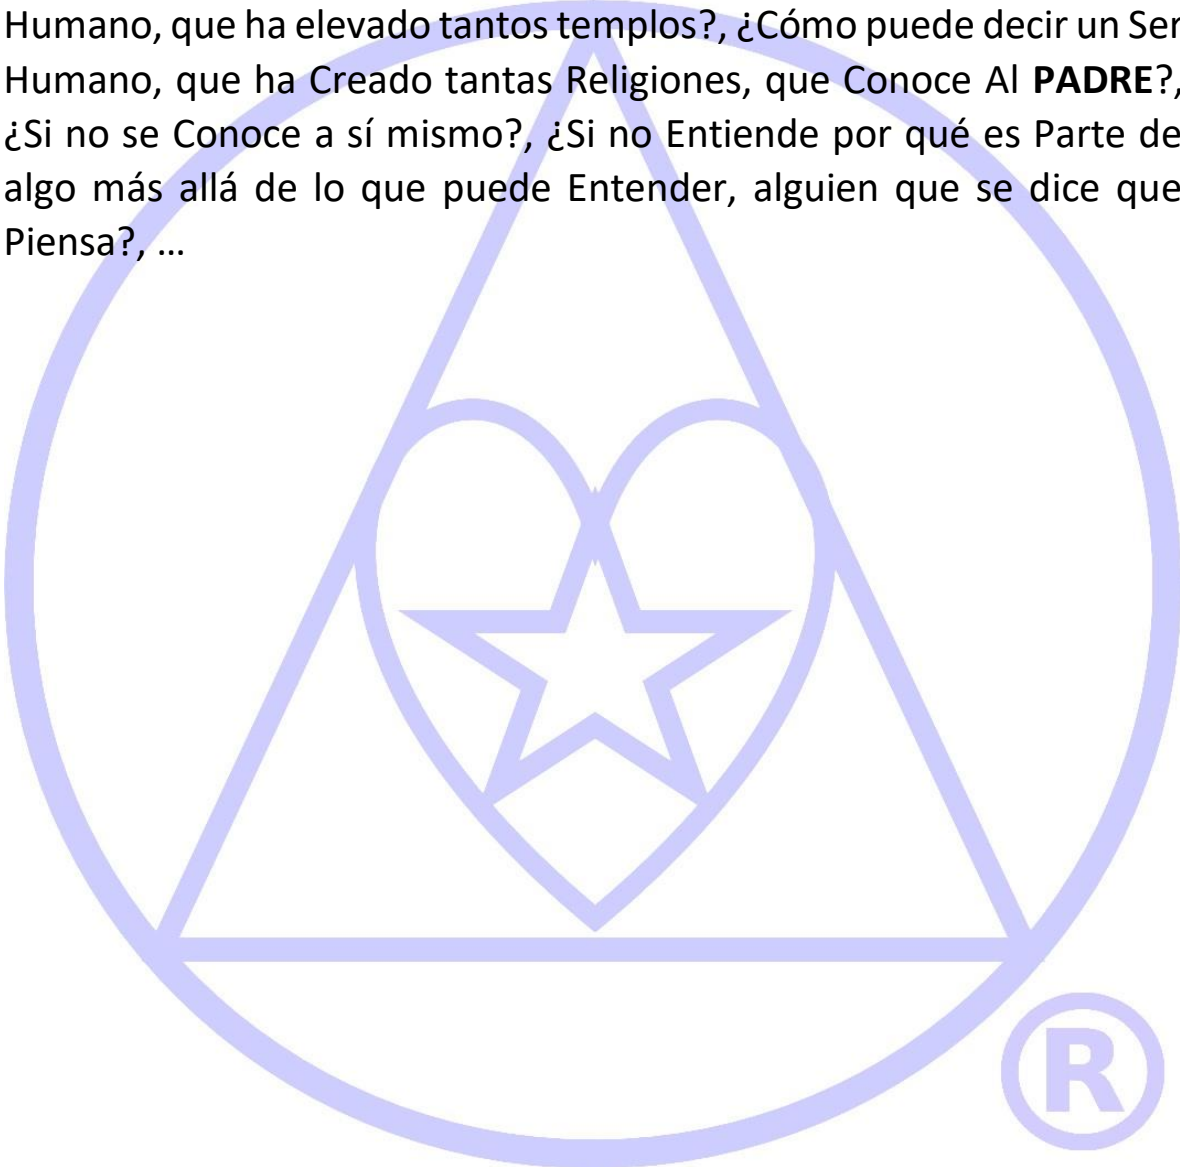 Humano, que ha elevado tantos templos?, ¿Cómo puede decir un Ser
Humano, que ha Creado tantas Religiones, que Conoce Al PADRE?,
¿Si no se Conoce a sí mismo?, ¿Si no Entiende por qué es Parte de
algo más allá de lo que puede Entender, alguien que se dice que
Piensa?, …
®